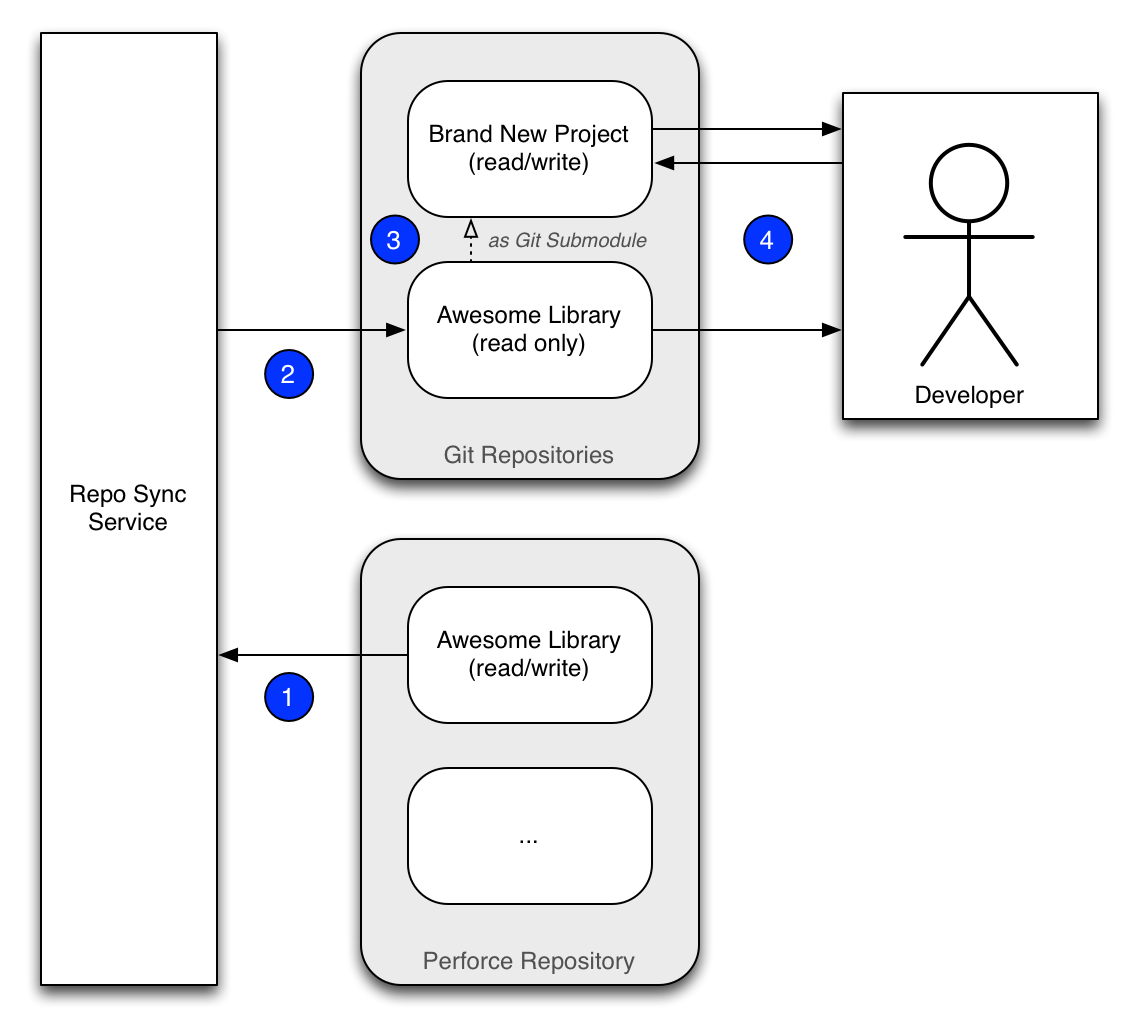 Brand New Project
(read/write)
3
as Git Submodule
4
Awesome Library
(read only)
2
Developer
Git Repositories
Repo Sync
Service
Awesome Library
(read/write)
1
...
Perforce Repository